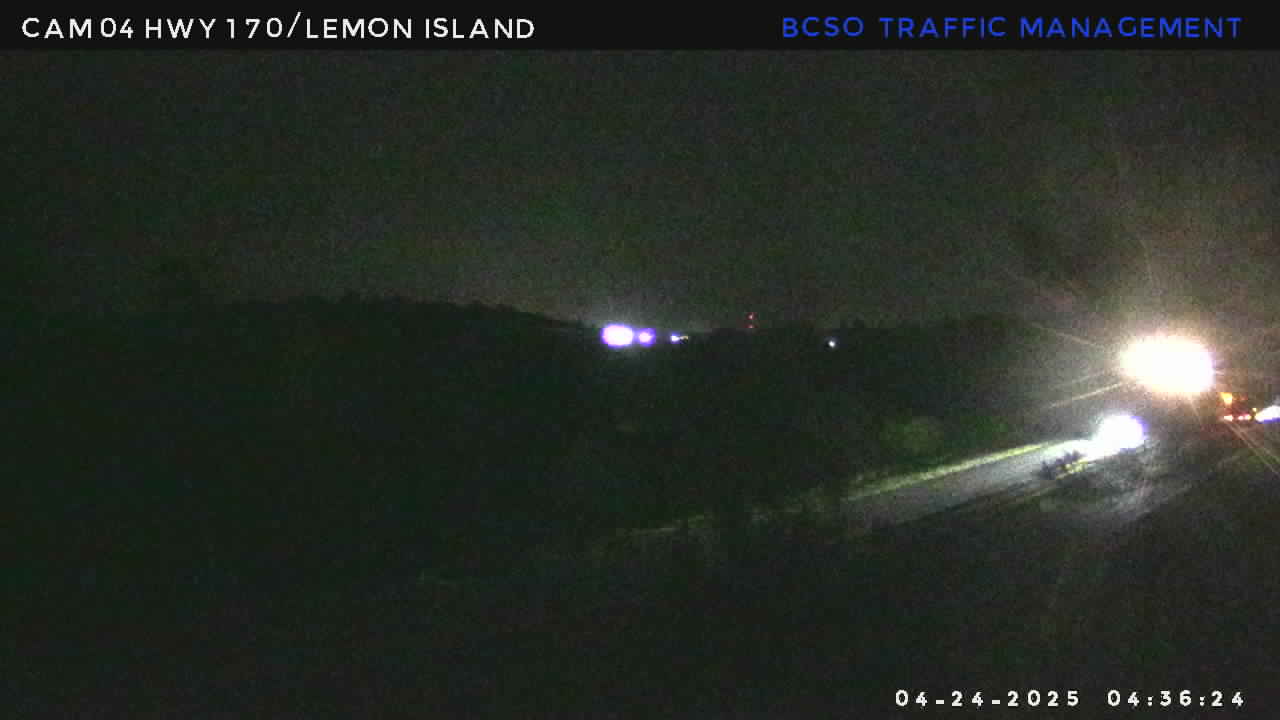 CAM04 HWY 170/LEMON ISLAND
BCSO TRAFFIC MANAGEMENT
04-24-2025 04:36:24